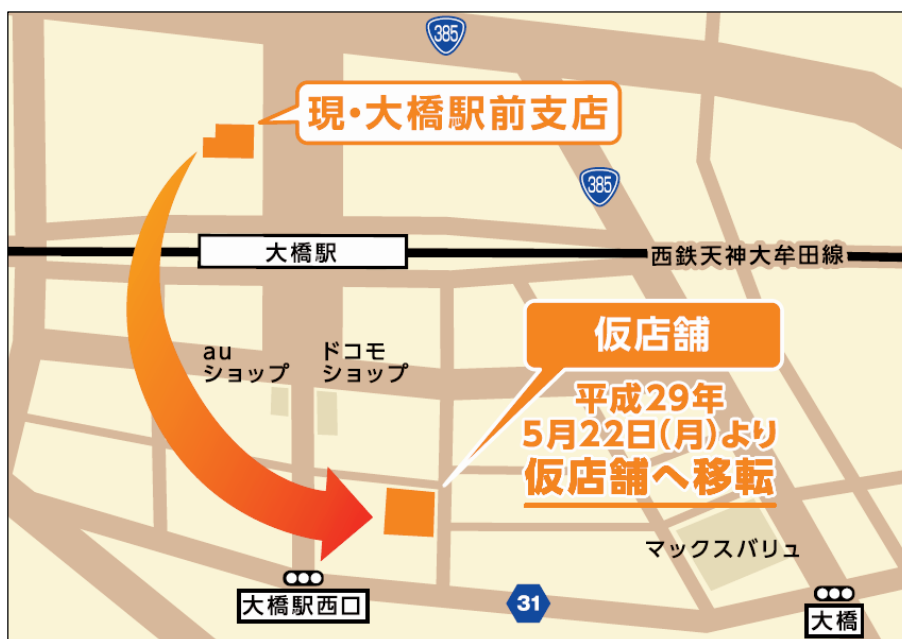 385
現・大橋駅前支店
385
大橋駅
西鉄天神大牟田線
仮店舗
au
ショップ
ドコモ
ショップ
平成29年
5月22日(月)より
仮店舗へ移転
マックスバリュ
大橋駅西口
31
大橋